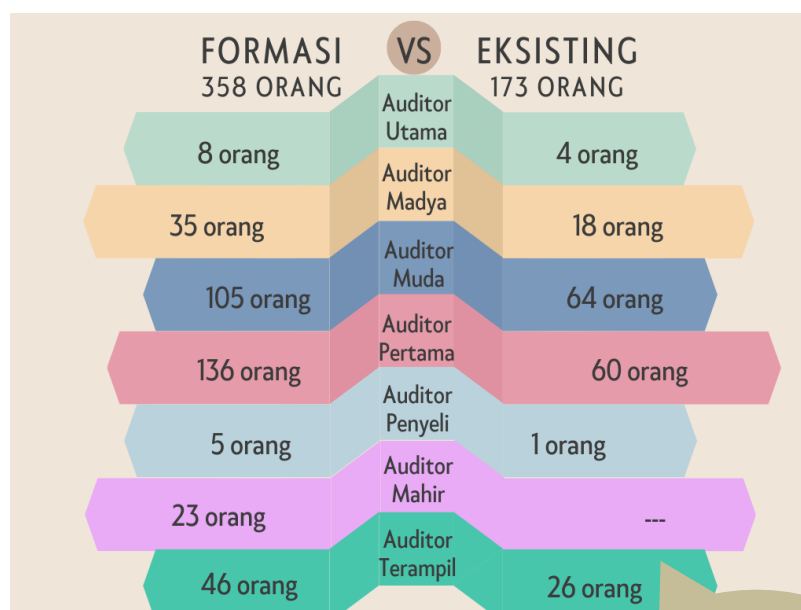 FORMASI VS EKSISTING
358 ORANG 173 ORANG
Auditor
Utama
8 orang 4 orang
Auditor
Madya
35 orang 18 orang
Auditor
Muda
105 orang 64 orang
Auditor
Pertama
136 orang 60 orang
Auditor
Penyeli
5 orang 1 orang
Auditor
Mahir
23 orang ---
Auditor
Terampil
46 orang 26 orang